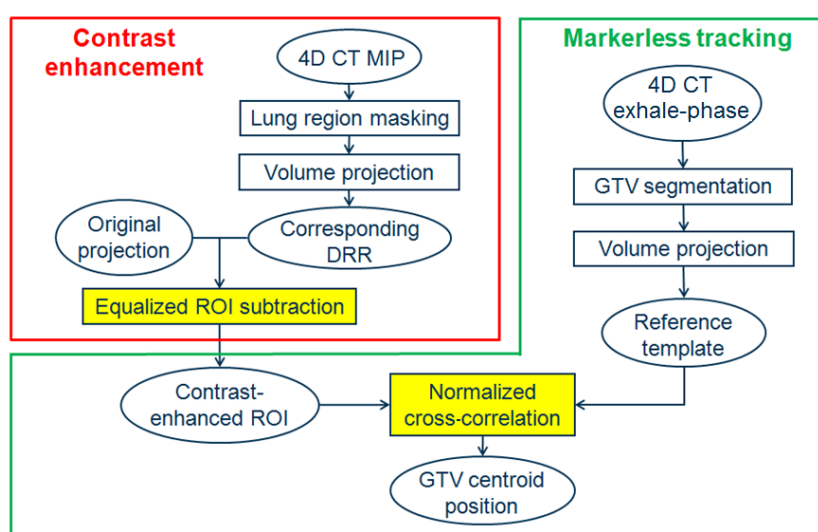 Contrast
enhancement
4D CT MIP
Lung region masking
Volume projection
Original
projection
Corresponding
DRR
Equalized ROI subtraction
Markerless tracking
4D CT
exhale-phase
GTV segmentation
Volume projection
Reference
template
Contrast-
enhanced ROI
Normalized
cross-correlation
GTV centroid
position